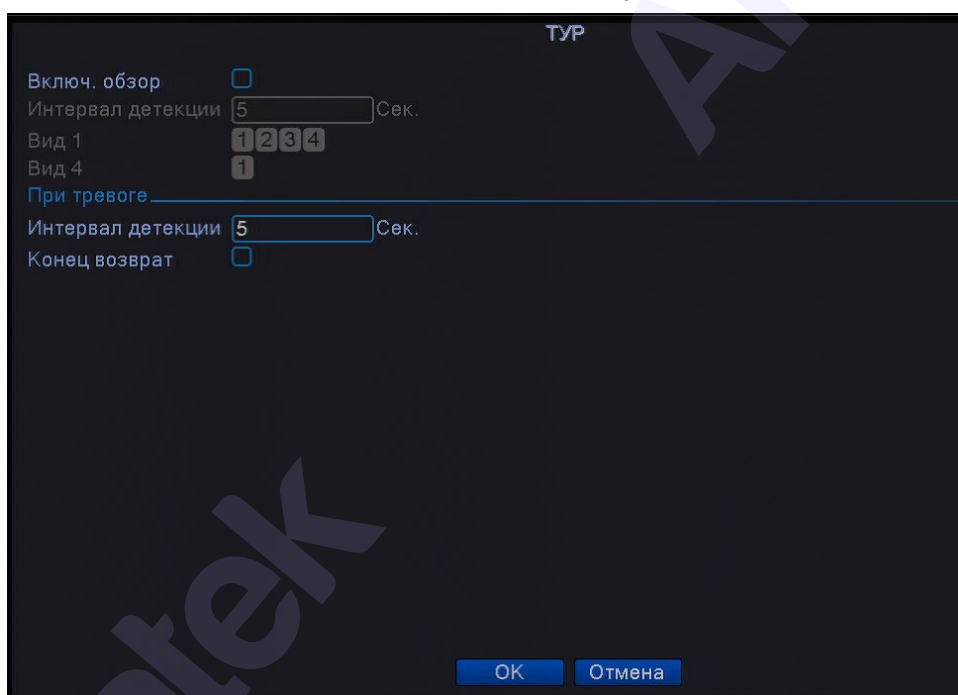 ТУР
Включ. обзор
Интервал детекции 5 Сек.
Вид 1 1 2 3 4
Вид 4 1
При тревоге
Интервал детекции 5 Сек.
Конец возврат
OK Отмена